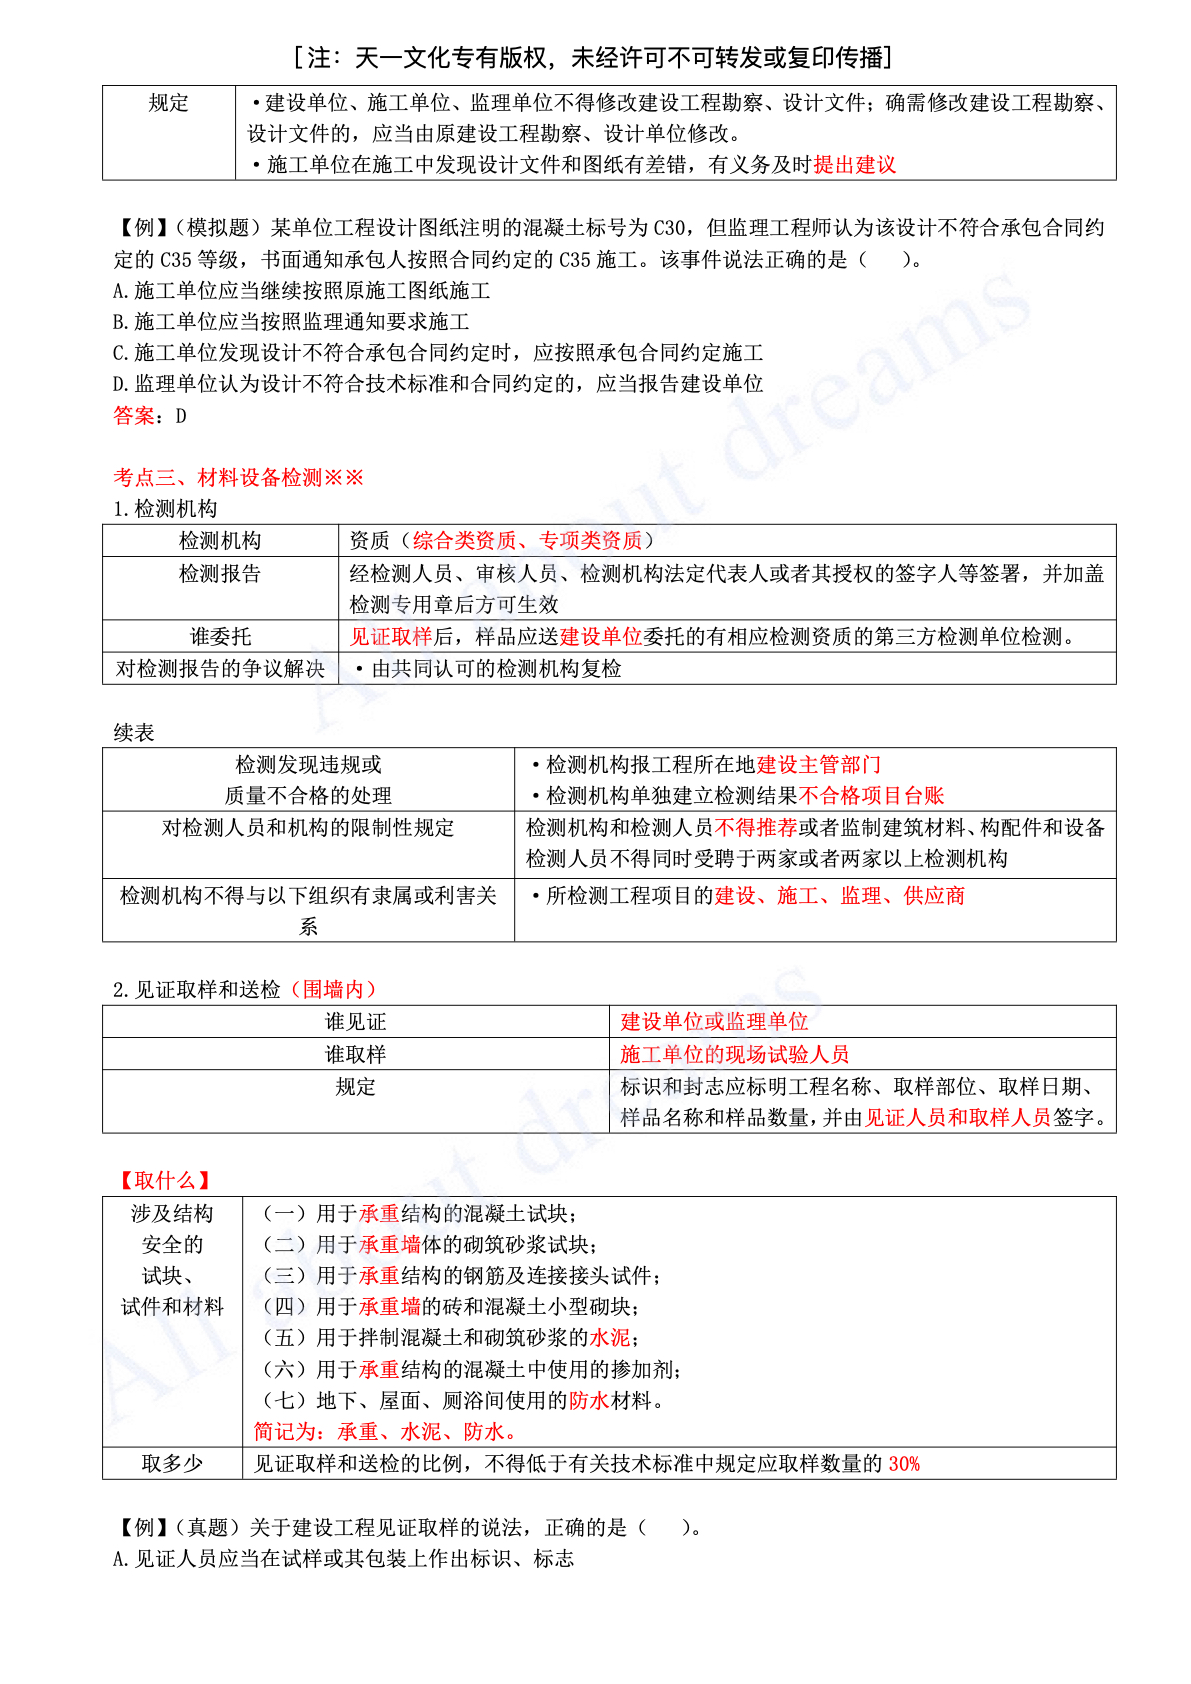 [注：天一文化专有版权，未经许可不可转发或复印传播]
规定
·建设单位、施工单位、监理单位不得修改建设工程勘察、设计文件；确需修改建设工程勘察、
设计文件的，应当由原建设工程勘察、设计单位修改。
·施工单位在施工中发现设计文件和图纸有差错，有义务及时提出建议
【例】（模拟题）某单位工程设计图纸注明的混凝土标号为 C30，但监理工程师认为该设计不符合承包合同约
定的 C35 等级，书面通知承包人按照合同约定的 C35 施工。该事件说法正确的是（　）。
A.施工单位应当继续按照原施工图纸施工
B.施工单位应当按照监理通知要求施工
C.施工单位发现设计不符合承包合同约定时，应按照承包合同约定施工
D.监理单位认为设计不符合技术标准和合同约定的，应当报告建设单位
答案：D
考点三、材料设备检测※※
1.检测机构
检测机构
资质（综合类资质、专项类资质）
检测报告
经检测人员、审核人员、检测机构法定代表人或者其授权的签字人等签署，并加盖
检测专用章后方可生效
谁委托
见证取样后，样品应送建设单位委托的有相应检测资质的第三方检测单位检测。
对检测报告的争议解决
·由共同认可的检测机构复检
续表
检测发现违规或
质量不合格的处理
·检测机构报工程所在地建设主管部门
·检测机构单独建立检测结果不合格项目台账
对检测人员和机构的限制性规定
检测机构和检测人员不得推荐或者监制建筑材料、构配件和设备
检测人员不得同时受聘于两家或者两家以上检测机构
检测机构不得与以下组织有隶属或利害关
系
·所检测工程项目的建设、施工、监理、供应商
2.见证取样和送检（围墙内）
谁见证
建设单位或监理单位
谁取样
施工单位的现场试验人员
规定
标识和封志应标明工程名称、取样部位、取样日期、
样品名称和样品数量，并由见证人员和取样人员签字。
【取什么】
涉及结构
安全的
试块、
试件和材料
（一）用于承重结构的混凝土试块；
（二）用于承重墙体的砌筑砂浆试块；
（三）用于承重结构的钢筋及连接接头试件；
（四）用于承重墙的砖和混凝土小型砌块；
（五）用于拌制混凝土和砌筑砂浆的水泥；
（六）用于承重结构的混凝土中使用的掺加剂；
（七）地下、屋面、厕浴间使用的防水材料。
简记为：承重、水泥、防水。
取多少
见证取样和送检的比例，不得低于有关技术标准中规定应取样数量的 30%
【例】（真题）关于建设工程见证取样的说法，正确的是（　）。
A.见证人员应当在试样或其包装上作出标识、标志
All about dreams
All about dreams